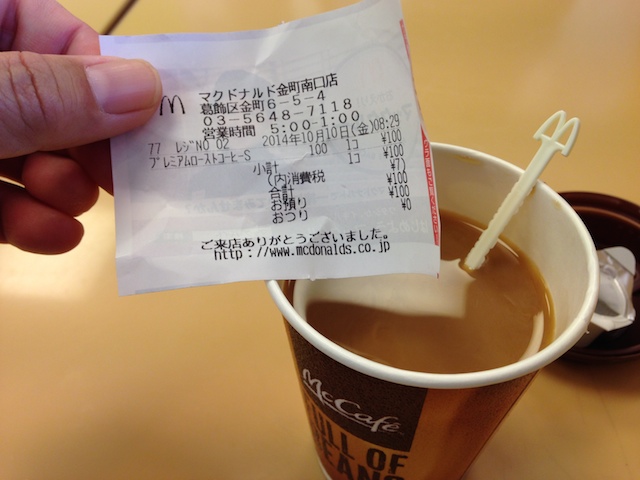 マクドナルド金町南口店
葛飾区金町6-5-4
03-5648-7118
営業時間 5:00-1:00
77 レジNO 02 2014年10月10日(金)08:29
プレミアムローストコーヒーS 100 1コ ¥100
小計 1コ ¥100
(内消費税 ¥7)
合計 ¥100
お預り ¥100
おつり ¥0
ご来店ありがとうございました。
http://www.mcdonalds.co.jp
McCafé
FULL OF
BEANS